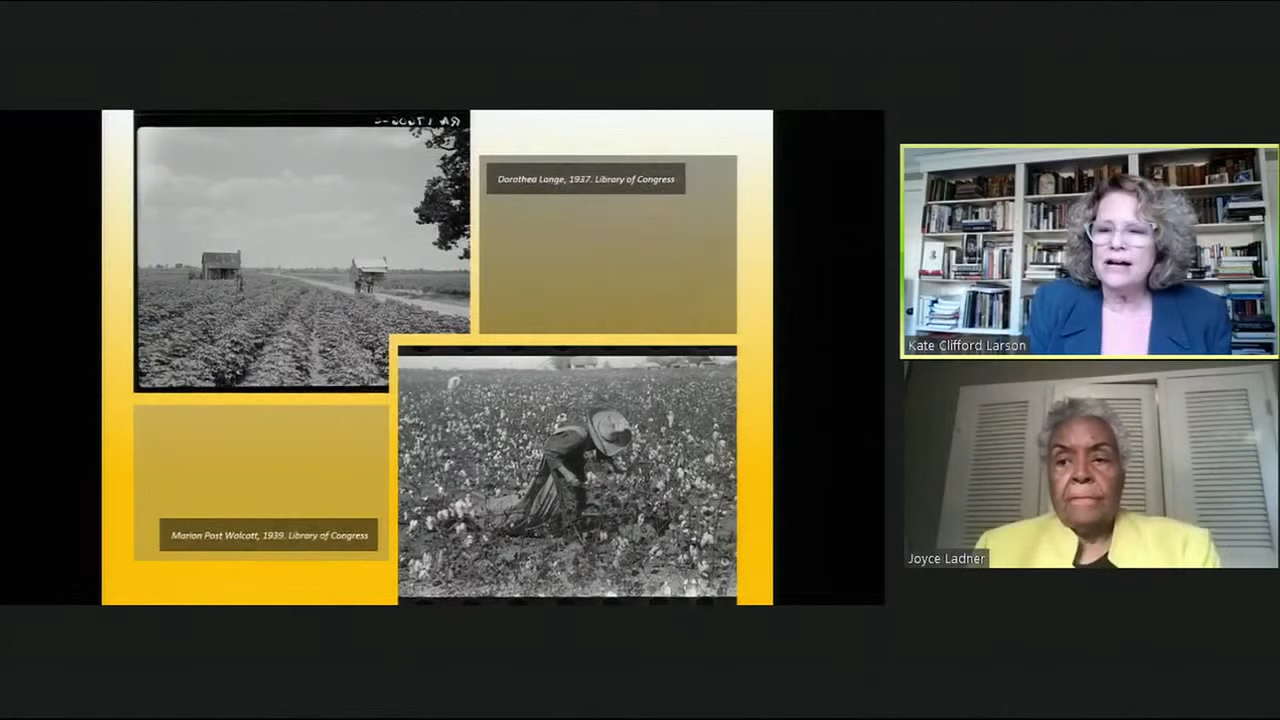 Dorothea Lange, 1937. Library of Congress
Marion Post Wolcott, 1939. Library of Congress
Kate Clifford Larson
Joyce Ladner